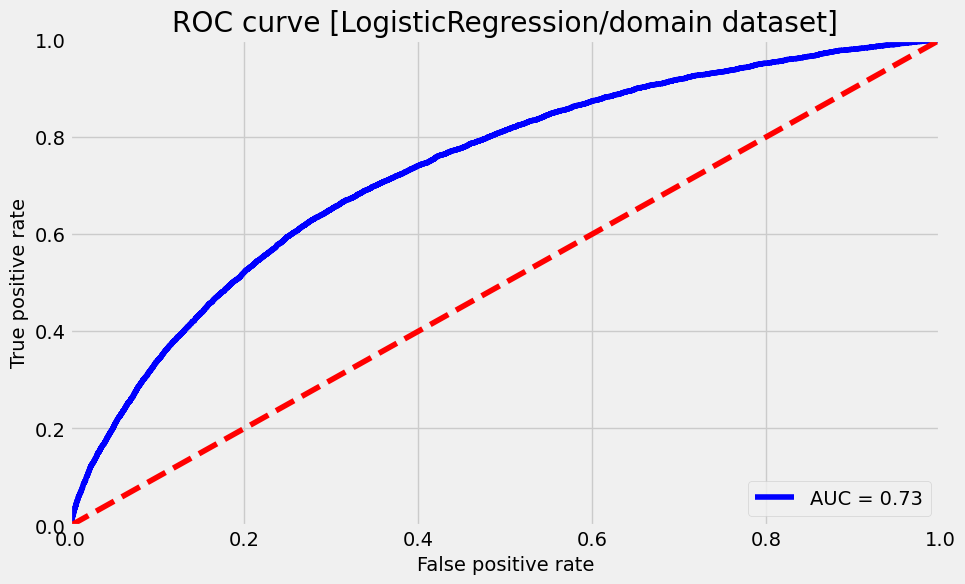 ROC curve [LogisticRegression/domain dataset]
True positive rate
1.0
0.8
0.6
0.4
0.2
0.0
0.0 0.2 0.4 0.6 0.8 1.0
False positive rate
AUC = 0.73